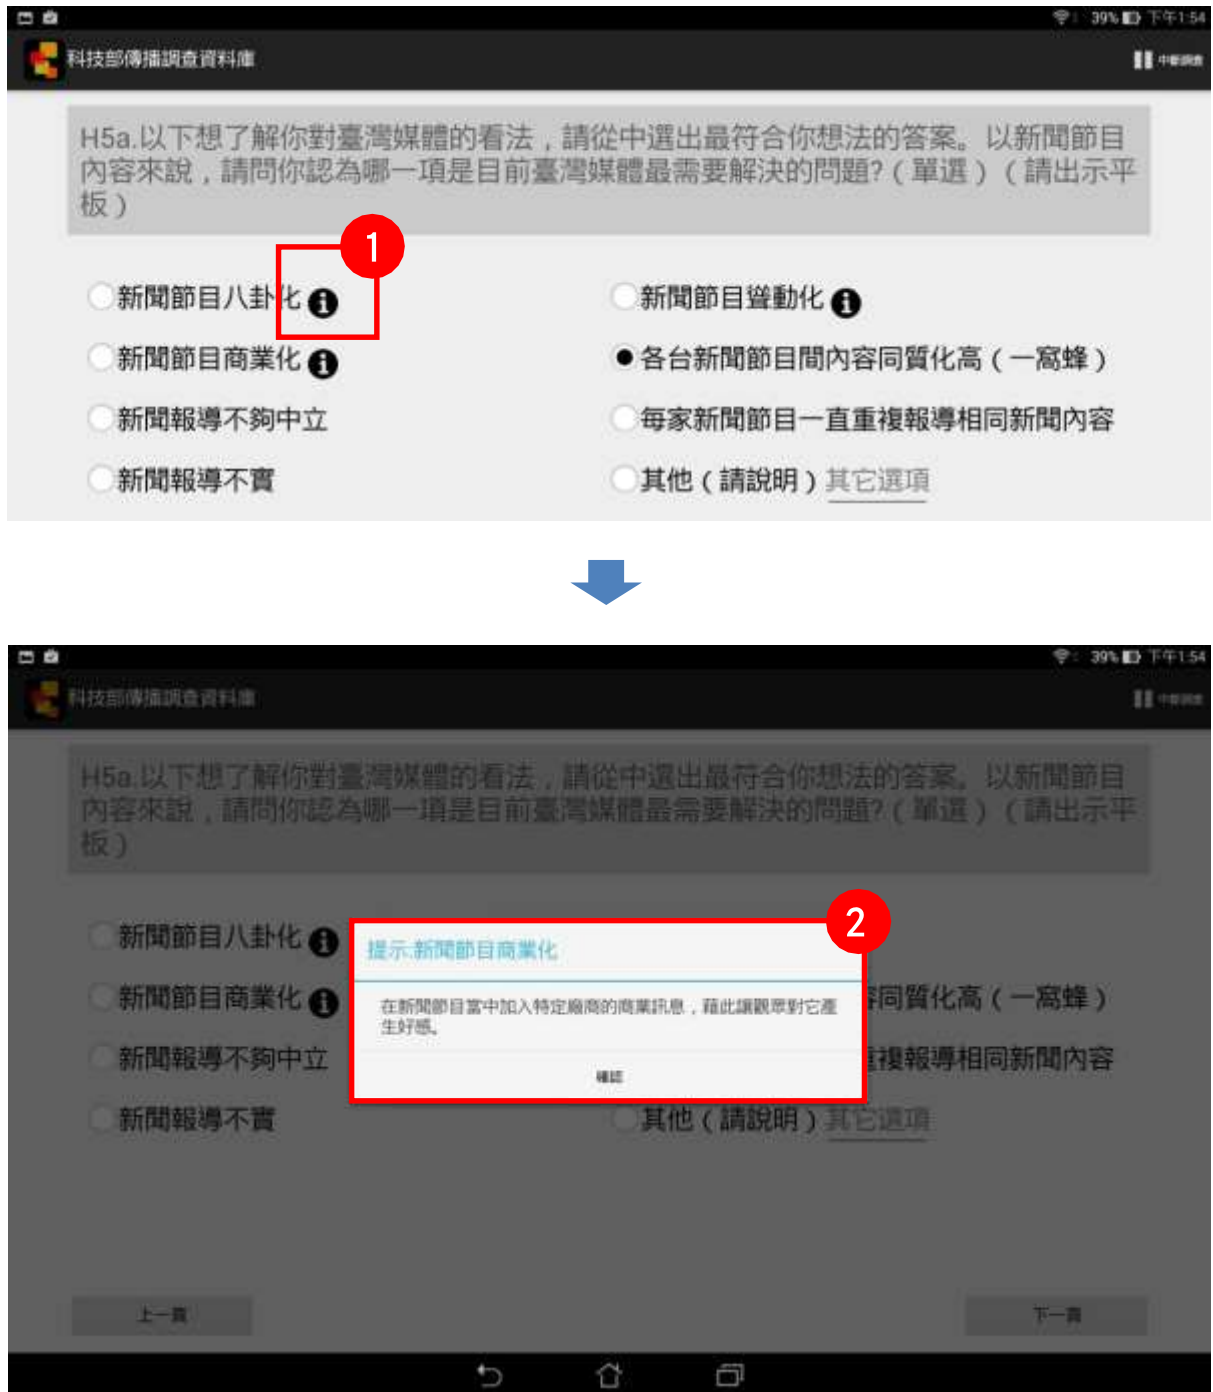 39% 下午1:54
科技部傳播調查資料庫
中斷調查
H5a.以下想了解你對臺灣媒體的看法，請從中選出最符合你想法的答案。以新聞節目
內容來說，請問你認為哪一項是目前臺灣媒體最需要解決的問題?（單選）（請出示平
板）
1
新聞節目八卦化
新聞節目聳動化
新聞節目商業化
各台新聞節目間內容同質化高（一窩蜂）
新聞報導不夠中立
每家新聞節目一直重複報導相同新聞內容
新聞報導不實
其他（請說明）其它選項
39% 下午1:54
科技部傳播調查資料庫
中斷調查
H5a.以下想了解你對臺灣媒體的看法，請從中選出最符合你想法的答案。以新聞節目
內容來說，請問你認為哪一項是目前臺灣媒體最需要解決的問題?（單選）（請出示平
板）
2
新聞節目八卦化
提示:新聞節目商業化
新聞節目商業化
在新聞節目當中加入特定廠商的商業訊息，藉此讓觀眾對它產
生好感。
同質化高（一窩蜂）
新聞報導不夠中立
複報導相同新聞內容
確認
新聞報導不實
其他（請說明）其它選項
上一頁
下一頁